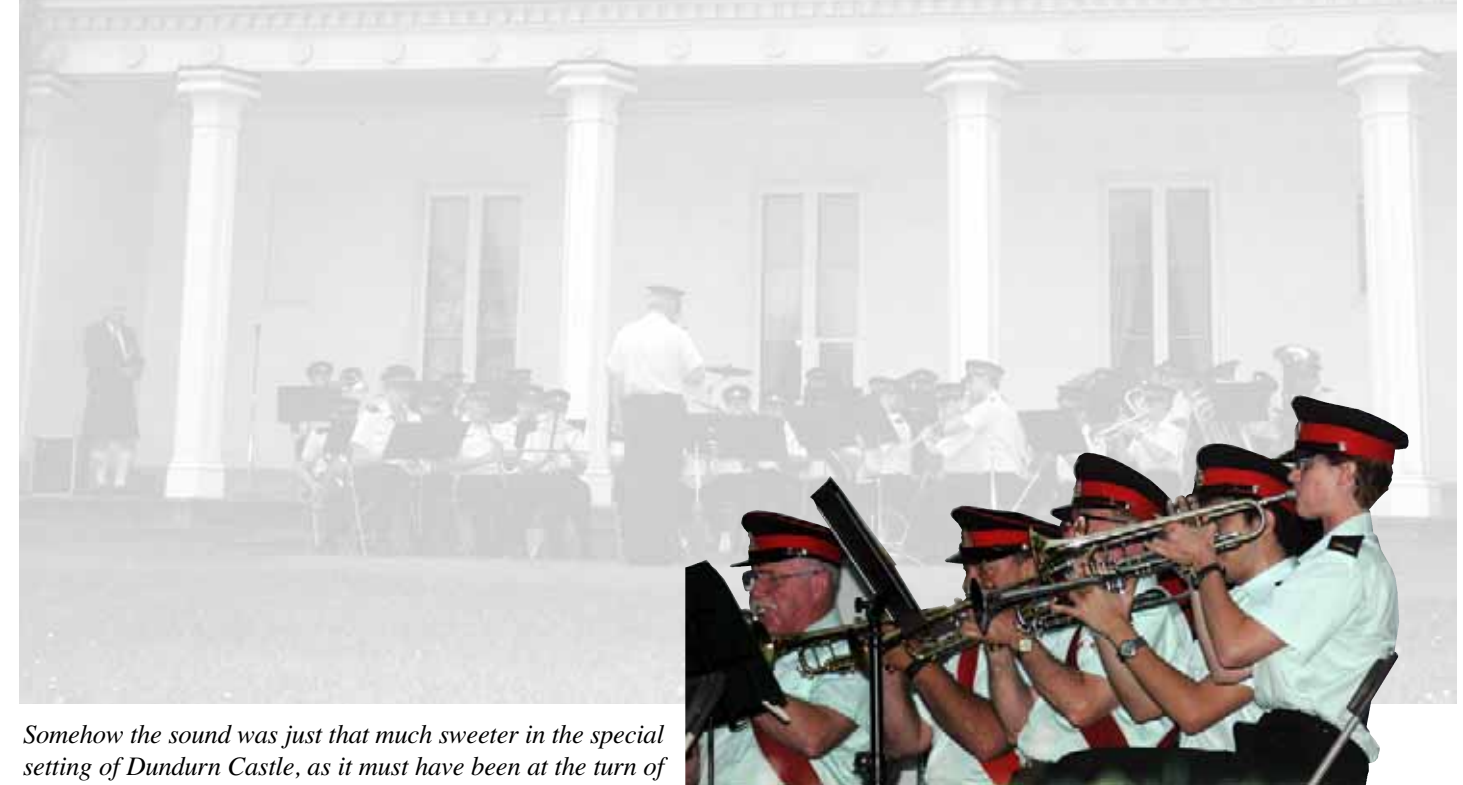 Somehow the sound was just that much sweeter in the special
setting of Dundurn Castle, as it must have been at the turn of